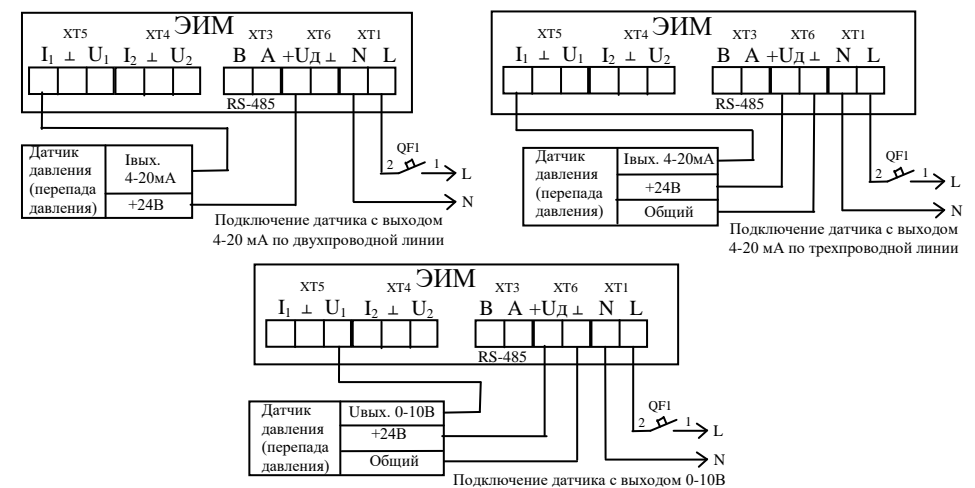 ЭИМ
XT5 XT4 XT3 XT6 XT1
I₁ ⊥ U₁ I₂ ⊥ U₂ B A +Uд ⊥ N L
RS-485
Датчик
давления
(перепада
давления)
Iвых.
4-20мА
+24В
QF1
2 1
L
N
Подключение датчика с выходом
4-20 мА по двухпроводной линии
ЭИМ
XT5 XT4 XT3 XT6 XT1
I₁ ⊥ U₁ I₂ ⊥ U₂ B A +Uд ⊥ N L
RS-485
Датчик
давления
(перепада
давления)
Iвых. 4-20мА
+24В
Общий
QF1
2 1
L
N
Подключение датчика с выходом
4-20 мА по трехпроводной линии
ЭИМ
XT5 XT4 XT3 XT6 XT1
I₁ ⊥ U₁ I₂ ⊥ U₂ B A +Uд ⊥ N L
RS-485
Датчик
давления
(перепада
давления)
Uвых. 0-10В
+24В
Общий
QF1
2 1
L
N
Подключение датчика с выходом 0-10В